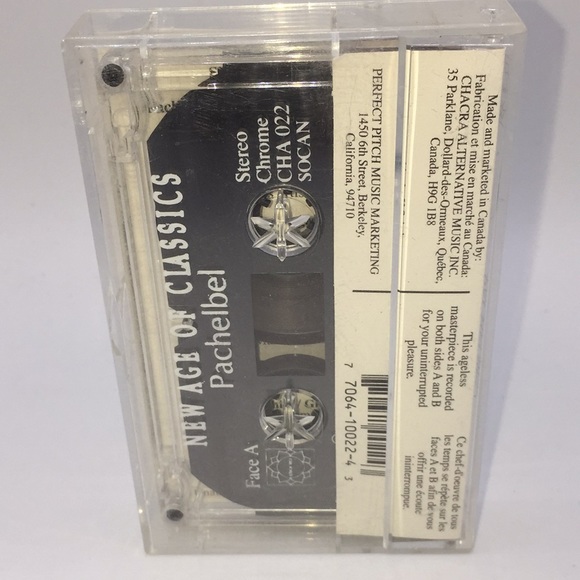 NEW AGE OF CLASSICS
Pachelbel
Stereo
Chrome
CHA 022
SOCAN
Face A
PERFECT PITCH MUSIC MARKETING
1450 6th Street, Berkeley,
California, 94710
7 7064-10022-4 3
Made and marketed in Canada by:
Fabrication et mise en marché au Canada:
CHACRA ALTERNATIVE MUSIC INC.
35 Parklane, Dollard-des-Ormeaux, Québec,
Canada, H9G 1B8
This ageless
masterpiece is recorded
on both sides A and B
for your uninterrupted
pleasure.
Ce chef-d'oeuvre de tous
les temps se répète sur les
faces A et B afin de vous
offrir une écoute
ininterrompue.